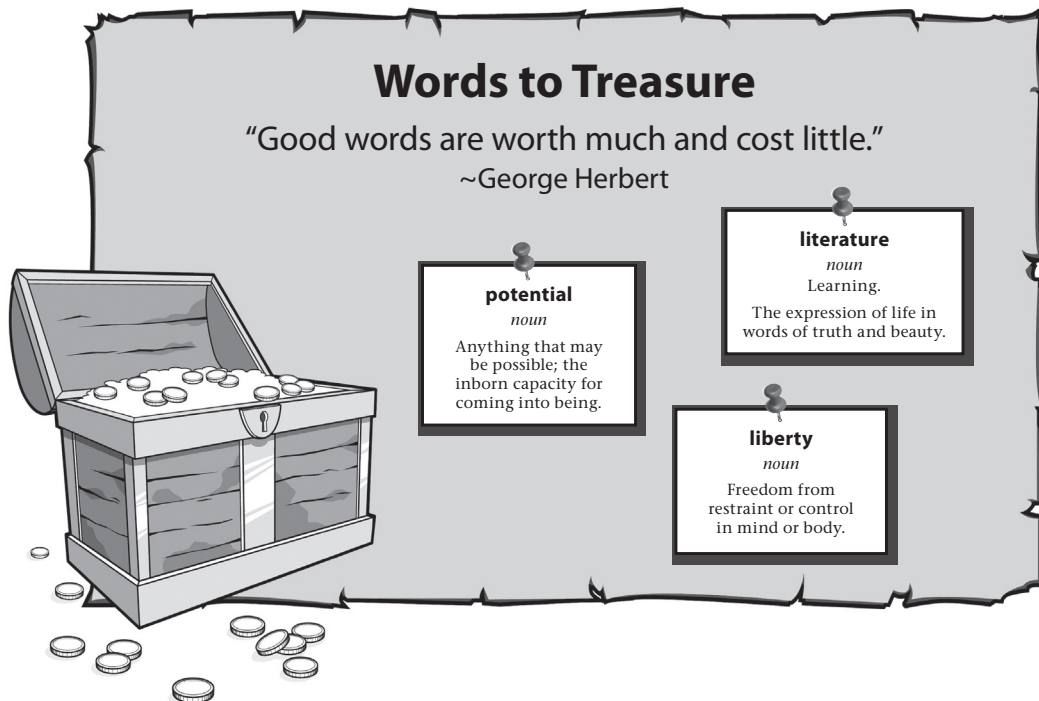 Words to Treasure
“Good words are worth much and cost little.”
~George Herbert
potential
noun
Anything that may
be possible; the
inborn capacity for
coming into being.
literature
noun
Learning.
The expression of life in
words of truth and beauty.
liberty
noun
Freedom from
restraint or control
in mind or body.